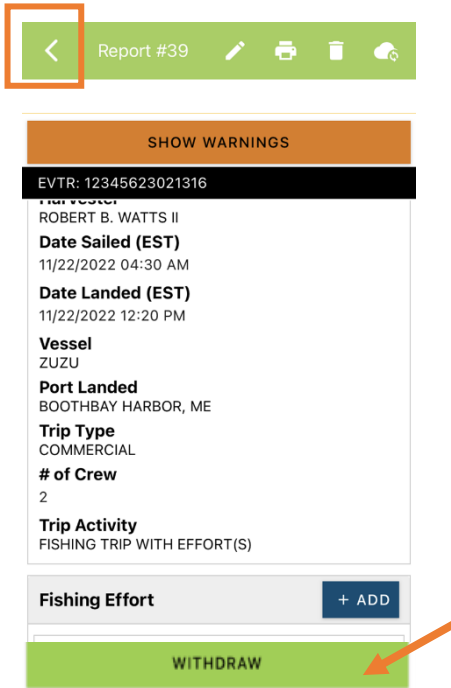 Report #39
SHOW WARNINGS
EVTR: 12345623021316
Harvester
ROBERT B. WATTS II
Date Sailed (EST)
11/22/2022 04:30 AM
Date Landed (EST)
11/22/2022 12:20 PM
Vessel
ZUZU
Port Landed
BOOTHBAY HARBOR, ME
Trip Type
COMMERCIAL
# of Crew
2
Trip Activity
FISHING TRIP WITH EFFORT(S)
Fishing Effort
+ ADD
WITHDRAW